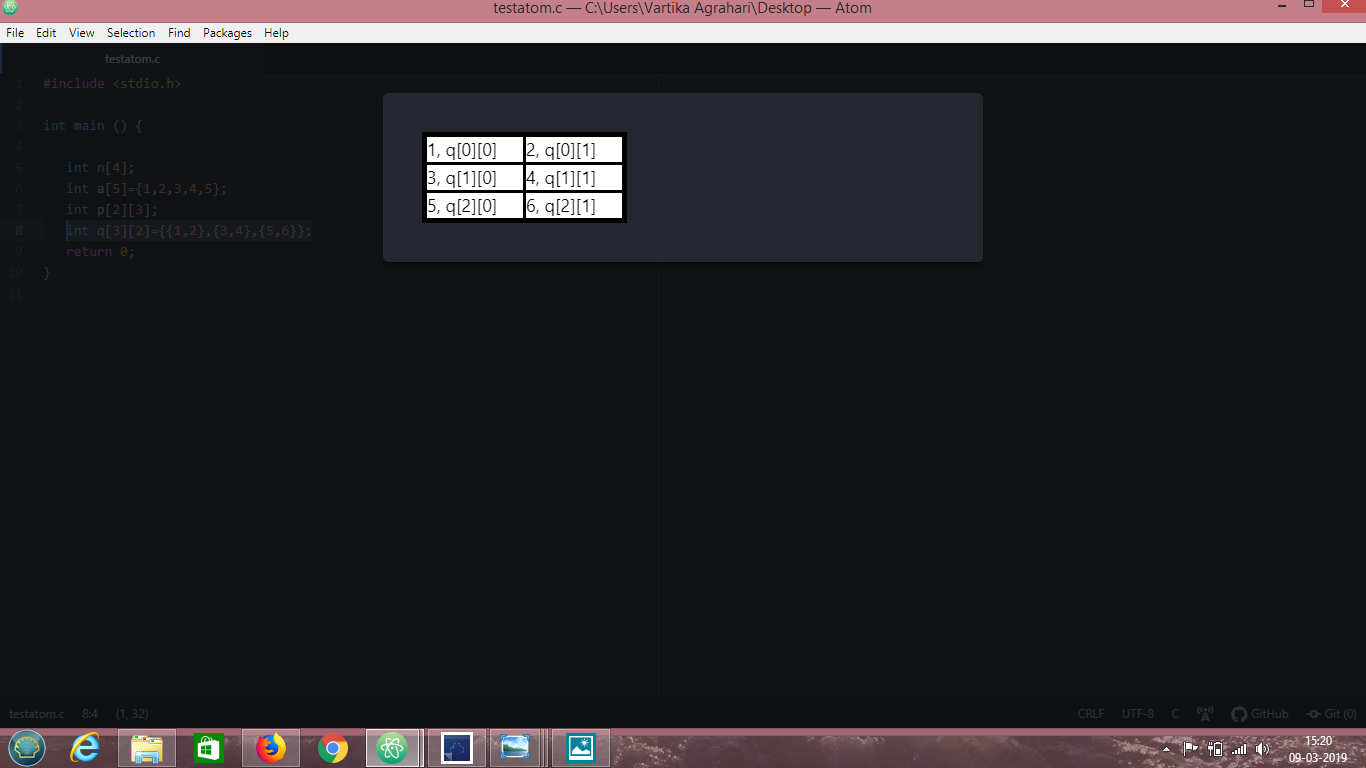 testatom.c — C:\Users\Vartika Agrahari\Desktop — Atom
File Edit View Selection Find Packages Help
testatom.c
1 #include <stdio.h>
2
3 int main () {
4
5 int n[4];
6 int a[5]={1,2,3,4,5};
7 int p[2][3];
8 int q[3][2]={{1,2},{3,4},{5,6}};
9 return 0;
10 }
11
1, q[0][0] 2, q[0][1]
3, q[1][0] 4, q[1][1]
5, q[2][0] 6, q[2][1]
testatom.c 8:4 (1, 32) CRLF UTF-8 C GitHub Git (0)
15:20
09-03-2019